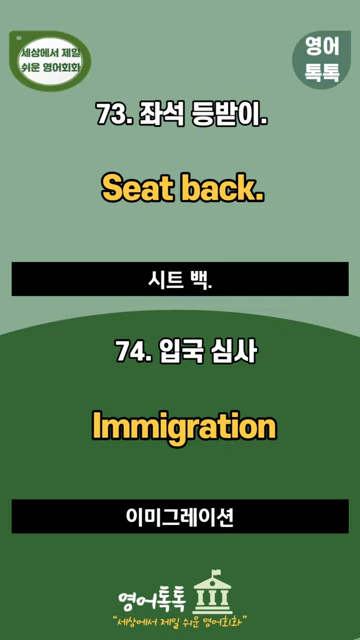 세상에서 제일
쉬운 영어회화
영어
톡톡
73. 좌석 등받이.
Seat back.
시트 백.
74. 입국 심사
Immigration
이미그레이션
영어톡톡
"세상에서 제일 쉬운 영어회화"